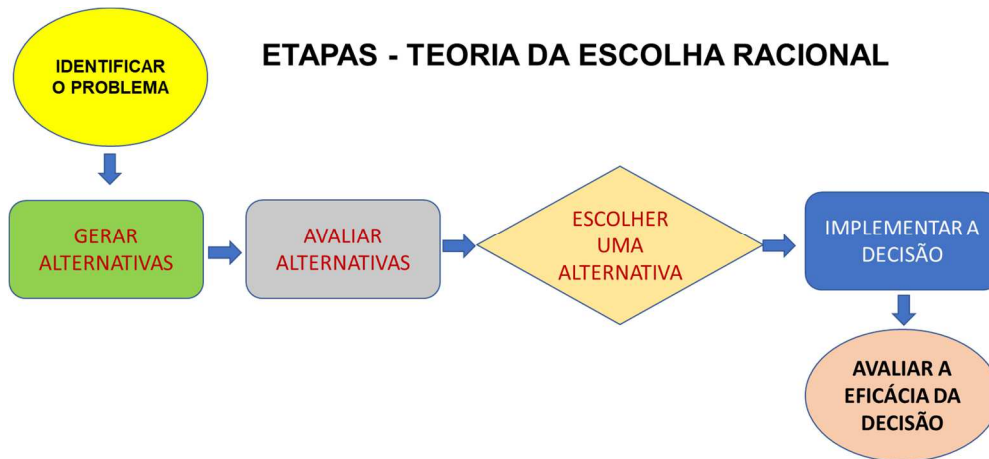 ETAPAS - TEORIA DA ESCOLHA RACIONAL
IDENTIFICAR
O PROBLEMA
GERAR
ALTERNATIVAS
AVALIAR
ALTERNATIVAS
ESCOLHER
UMA
ALTERNATIVA
IMPLEMENTAR A
DECISÃO
AVALIAR A
EFICÁCIA DA
DECISÃO